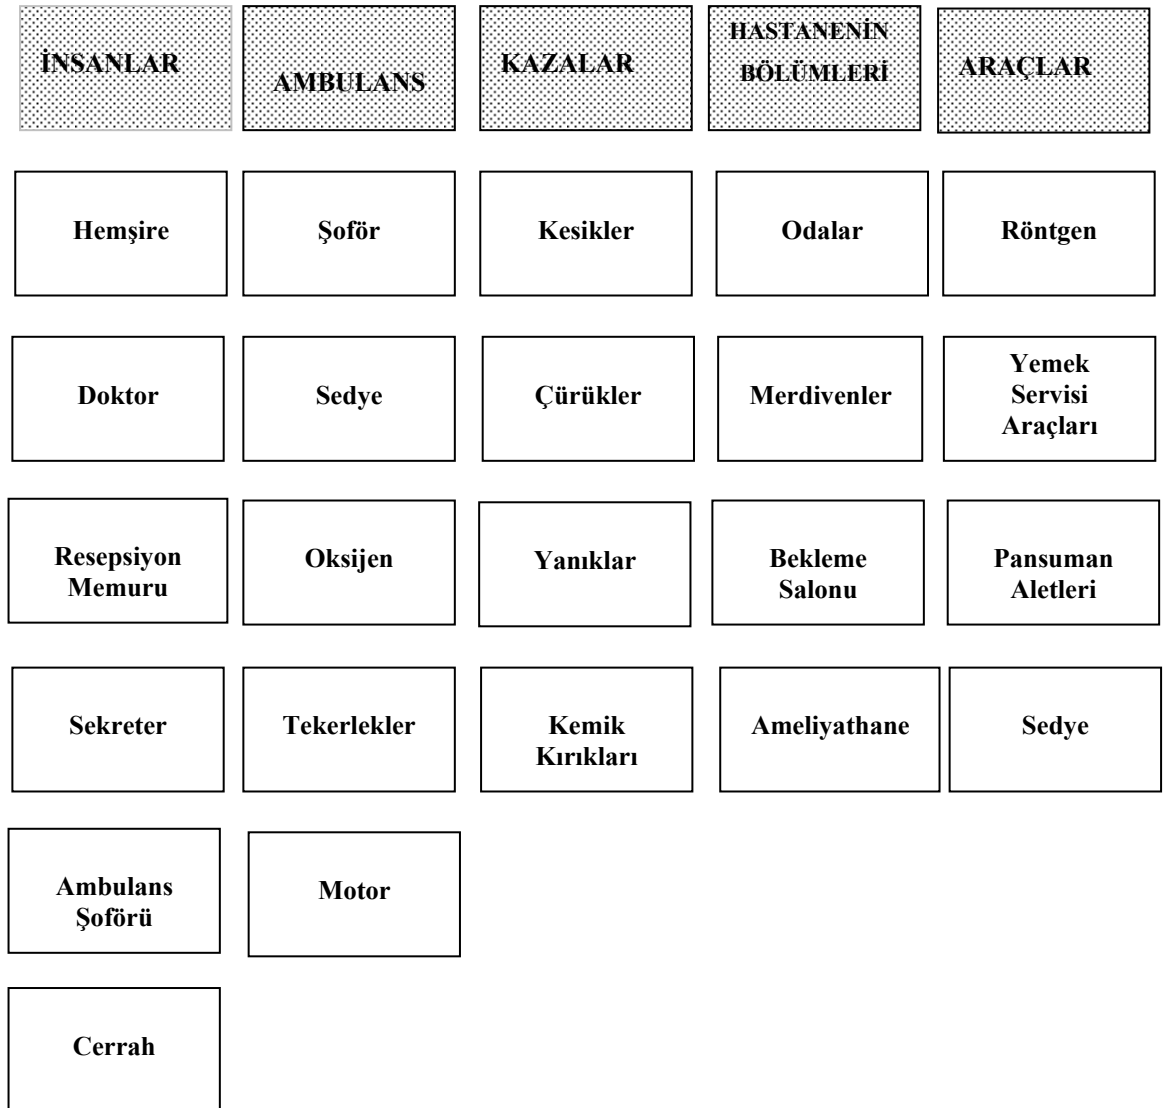 İNSANLAR
AMBULANS
KAZALAR
HASTANENİN
BÖLÜMLERİ
ARAÇLAR
Hemşire
Şoför
Kesikler
Odalar
Röntgen
Doktor
Sedye
Çürükler
Merdivenler
Yemek
Servisi
Araçları
Resepsiyon
Memuru
Oksijen
Yanıklar
Bekleme
Salonu
Pansuman
Aletleri
Sekreter
Tekerlekler
Kemik
Kırıkları
Ameliyathane
Sedye
Ambulans
Şoförü
Motor
Cerrah